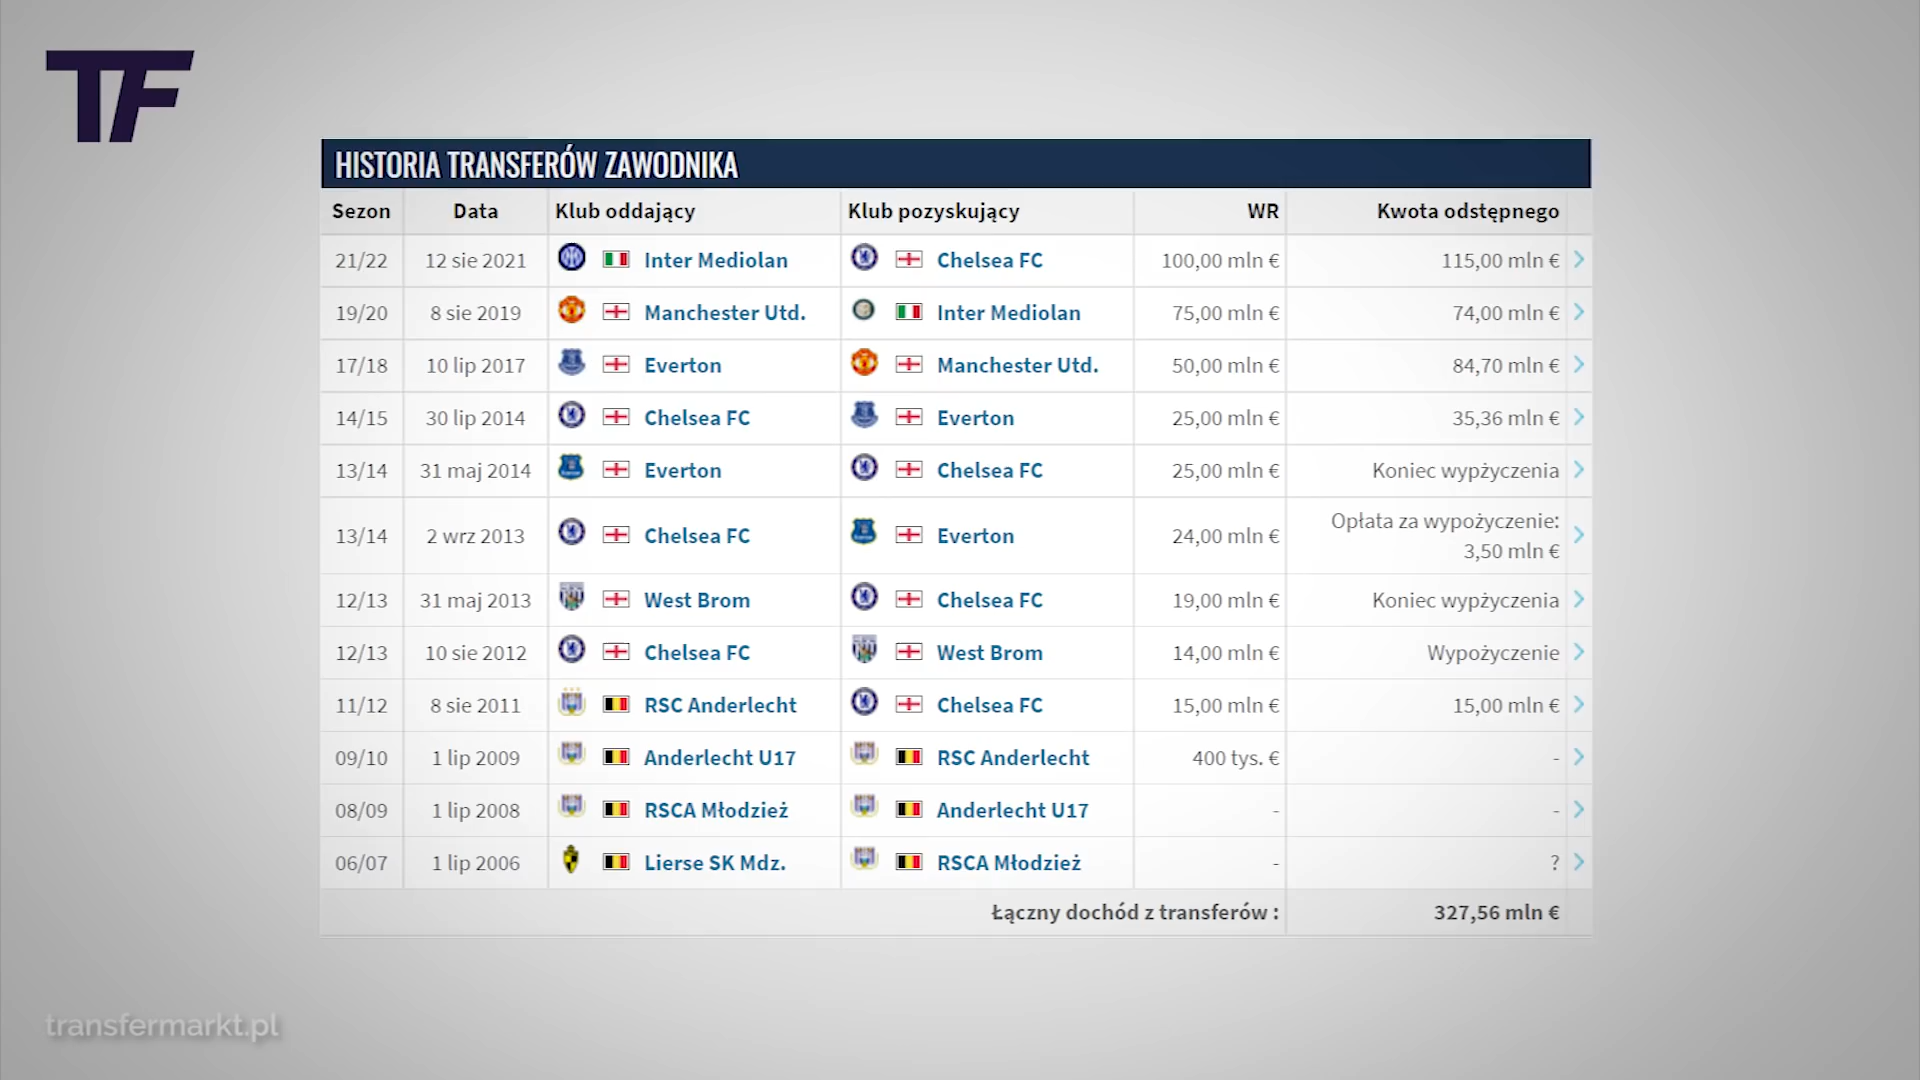 TF
HISTORIA TRANSFERÓW ZAWODNIKA
Sezon Data Klub oddający Klub pozyskujący WR Kwota odstępnego
21/22 12 sie 2021 Inter Mediolan Chelsea FC 100,00 mln € 115,00 mln €
19/20 8 sie 2019 Manchester Utd. Inter Mediolan 75,00 mln € 74,00 mln €
17/18 10 lip 2017 Everton Manchester Utd. 50,00 mln € 84,70 mln €
14/15 30 lip 2014 Chelsea FC Everton 25,00 mln € 35,36 mln €
13/14 31 maj 2014 Everton Chelsea FC 25,00 mln € Koniec wypżyczenia
13/14 2 wrz 2013 Chelsea FC Everton 24,00 mln € Opłata za wypożyczenie:
3,50 mln €
12/13 31 maj 2013 West Brom Chelsea FC 19,00 mln € Koniec wypżyczenia
12/13 10 sie 2012 Chelsea FC West Brom 14,00 mln € Wypożyczenie
11/12 8 sie 2011 RSC Anderlecht Chelsea FC 15,00 mln € 15,00 mln €
09/10 1 lip 2009 Anderlecht U17 RSC Anderlecht 400 tys. € -
08/09 1 lip 2008 RSCA Młodzież Anderlecht U17 - -
06/07 1 lip 2006 Lierse SK Mdz. RSCA Młodzież - ?
Łączny dochód z transferów : 327,56 mln €
transfermarkt.pl